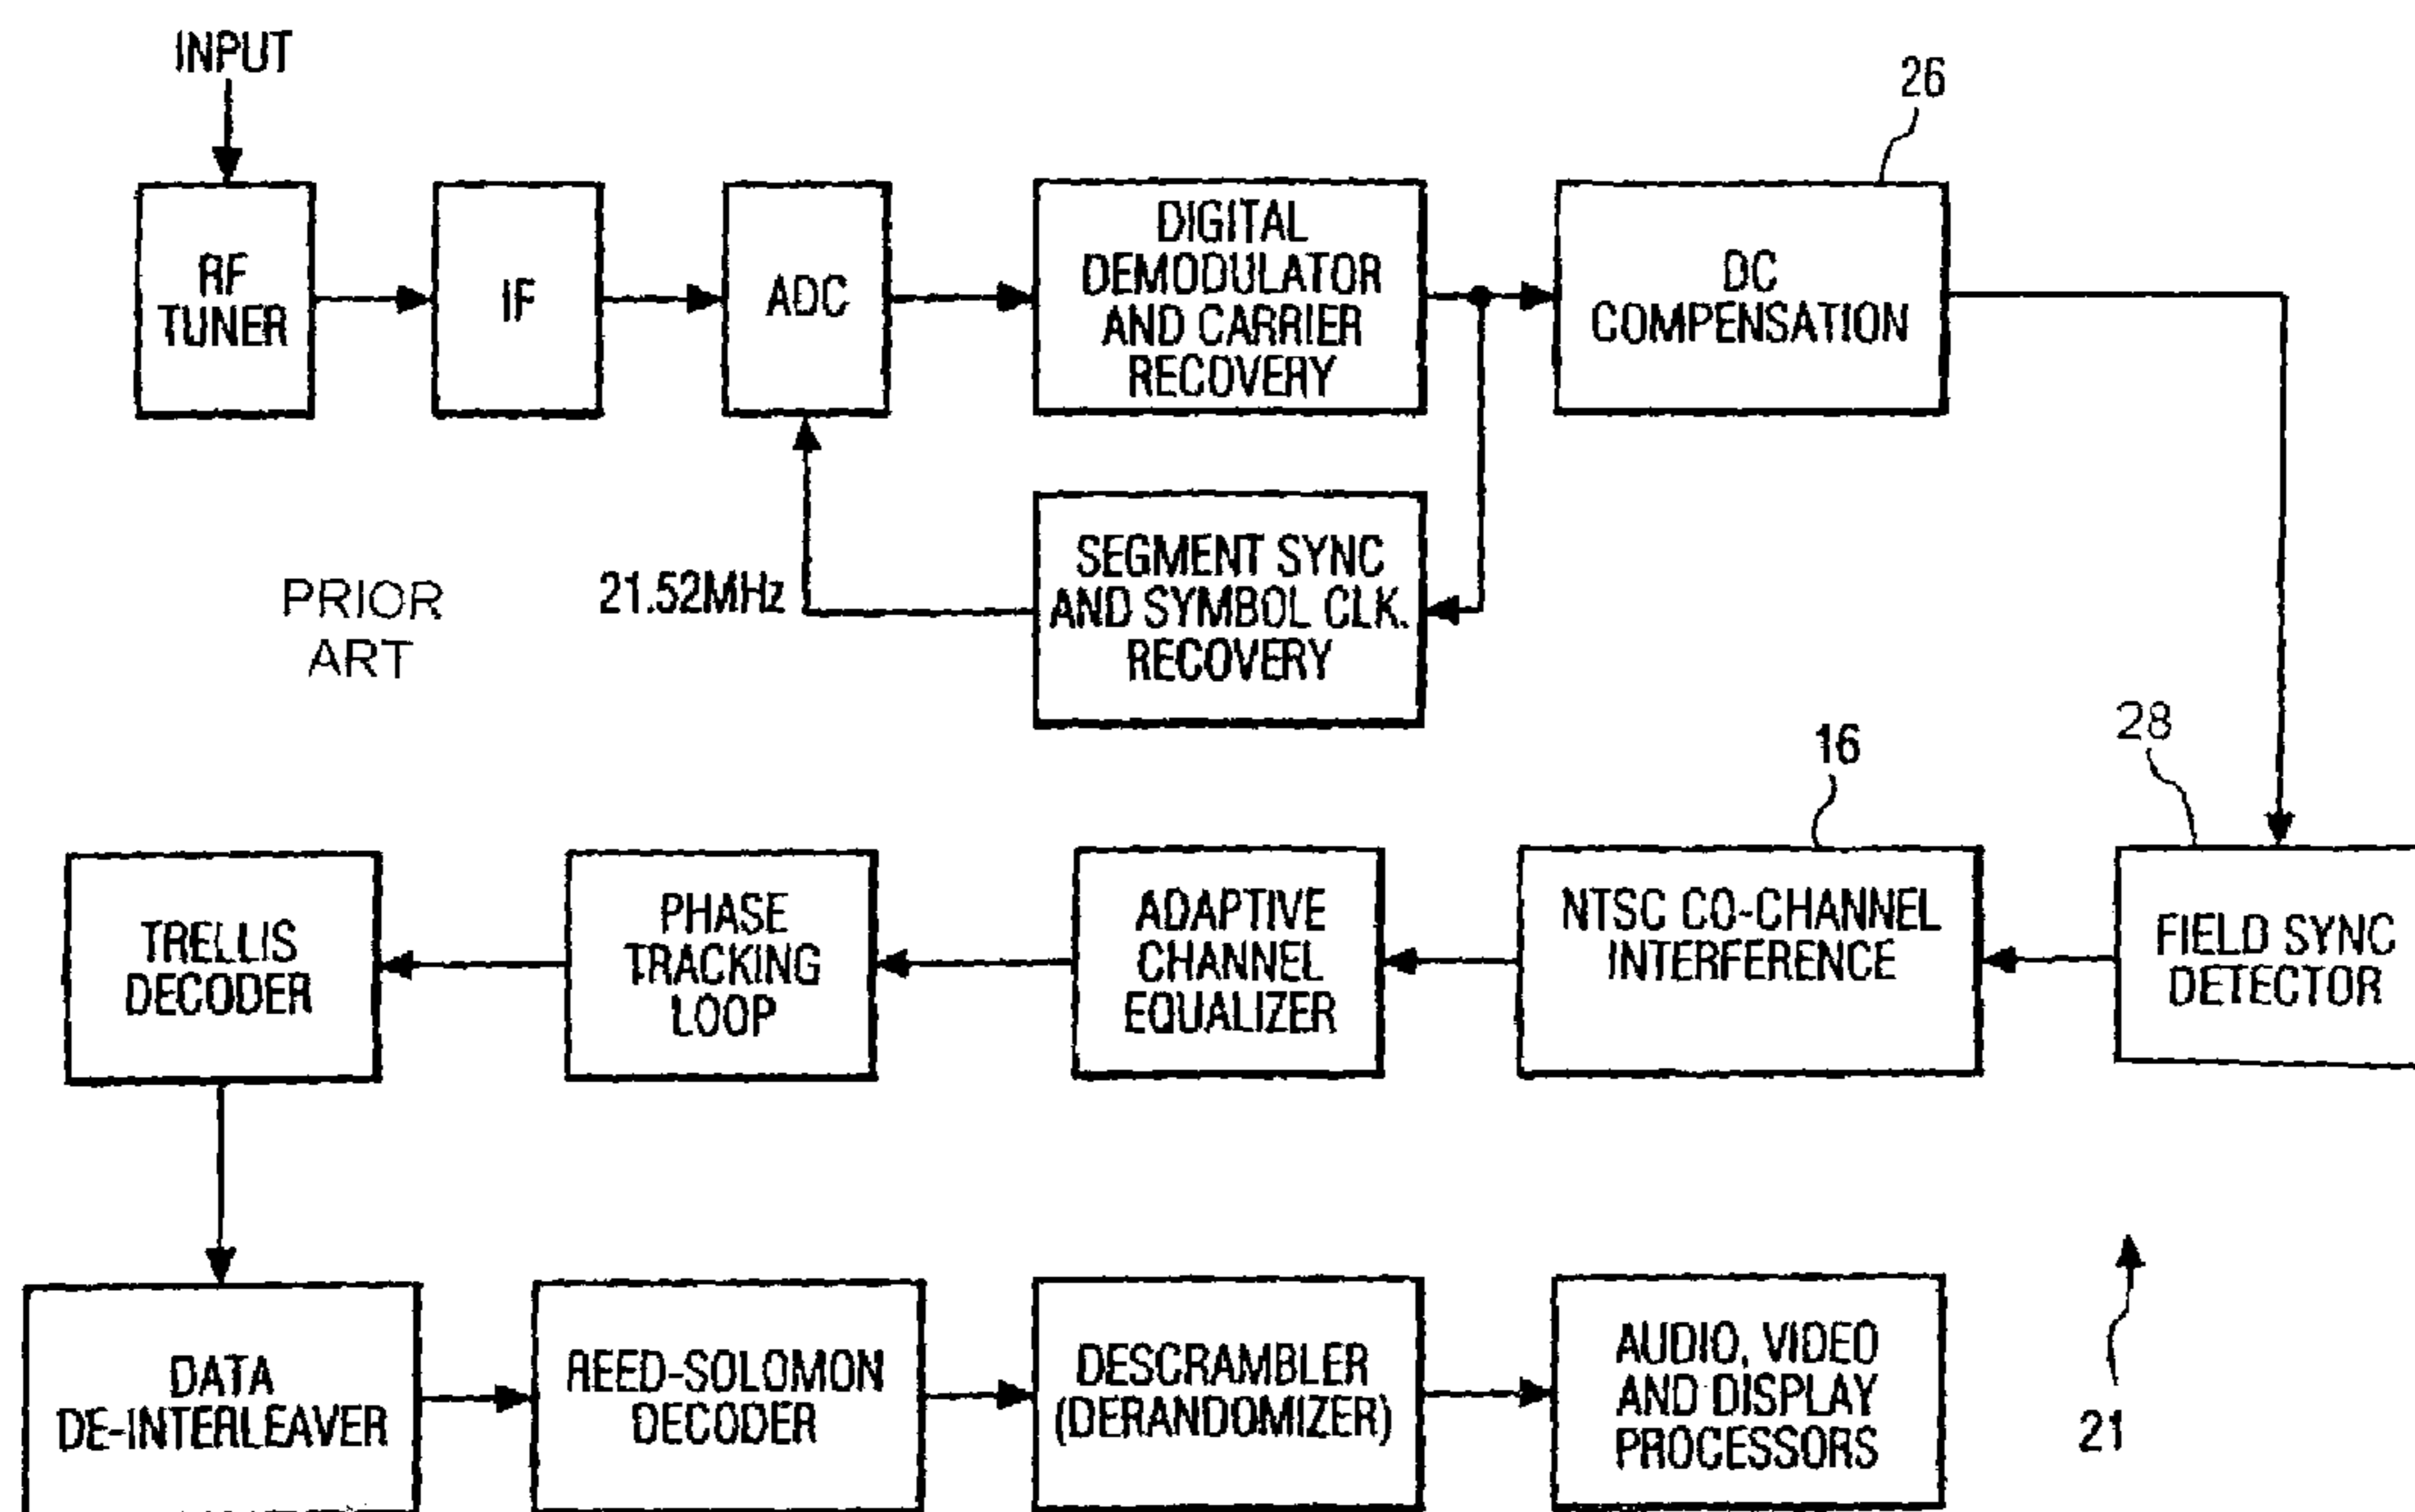 INPUT
26
RF
TUNER
IF
ADC
DIGITAL
DEMODULATOR
AND CARRIER
RECOVERY
DC
COMPENSATION
PRIOR
ART
21.52MHz
SEGMENT SYNC
AND SYMBOL CLK.
RECOVERY
16
28
TRELLIS
DECODER
PHASE
TRACKING
LOOP
ADAPTIVE
CHANNEL
EQUALIZER
NTSC CO-CHANNEL
INTERFERENCE
FIELD SYNC
DETECTOR
DATA
DE-INTERLEAVER
REED-SOLOMON
DECODER
DESCRAMBLER
(DERANDOMIZER)
AUDIO, VIDEO
AND DISPLAY
PROCESSORS
21